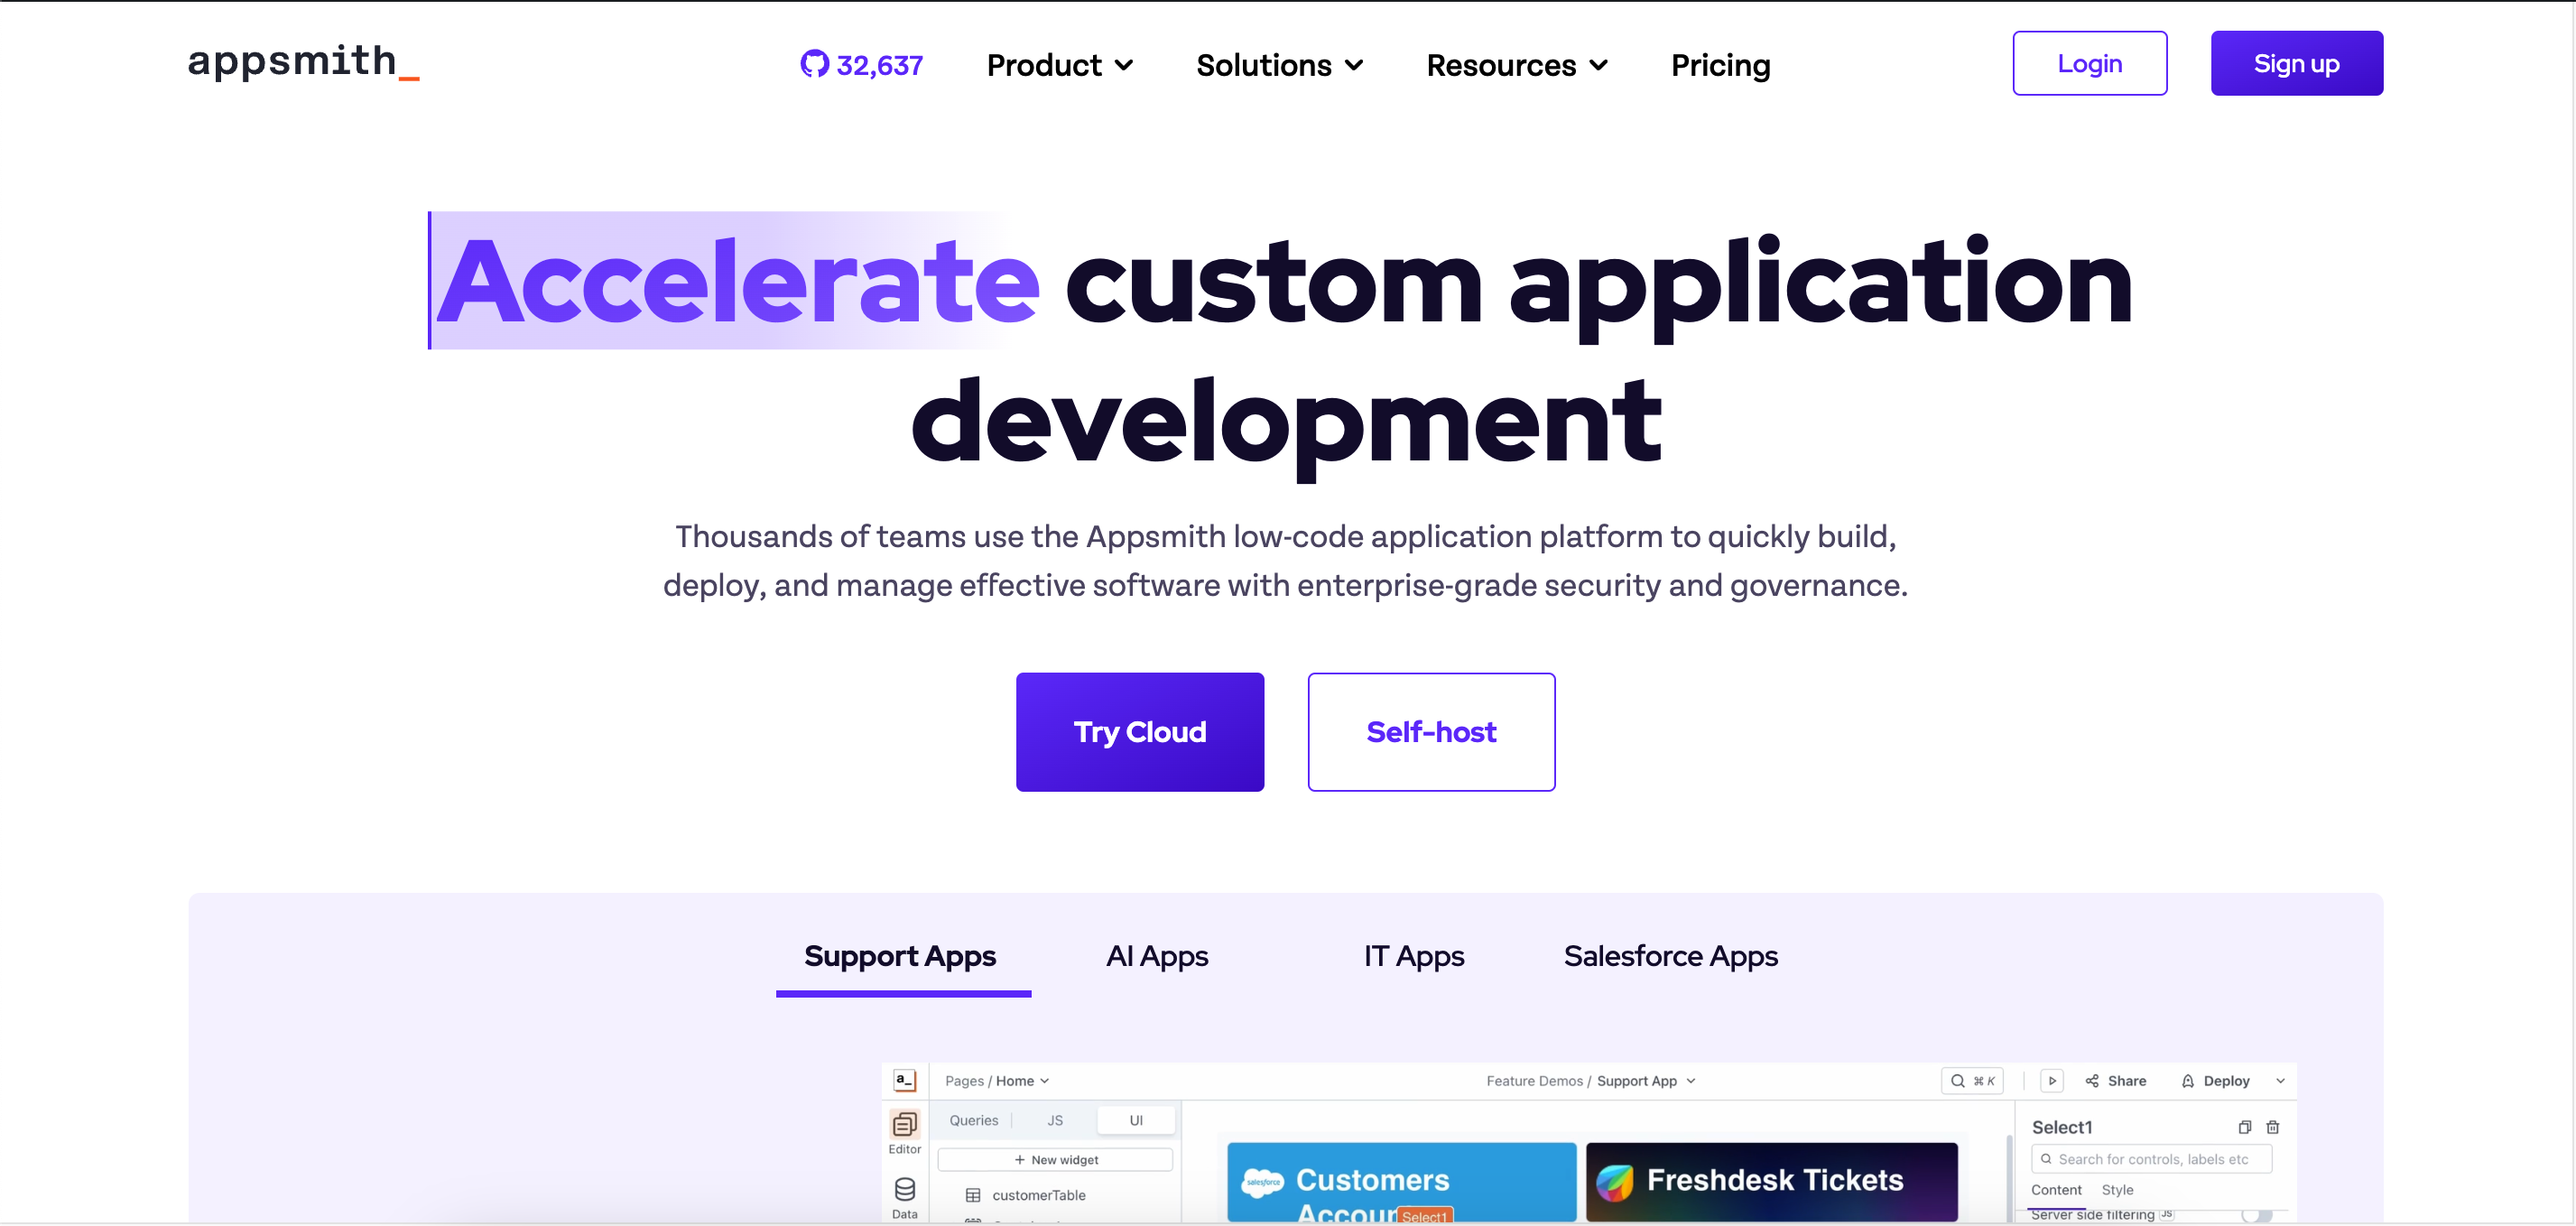 appsmith_
32,637
Product
Solutions
Resources
Pricing
Login
Sign up
Accelerate custom application
development
Thousands of teams use the Appsmith low-code application platform to quickly build,
deploy, and manage effective software with enterprise-grade security and governance.
Try Cloud
Self-host
Support Apps
AI Apps
IT Apps
Salesforce Apps
a_
Pages / Home
Feature Demos / Support App
⌘ K
Share
Deploy
Editor
Data
Queries
JS
UI
+ New widget
customerTable
salesforce
Customers
Accour
Select1
Freshdesk Tickets
Select1
Search for controls, labels etc
Content
Style
Server side filtering
JS